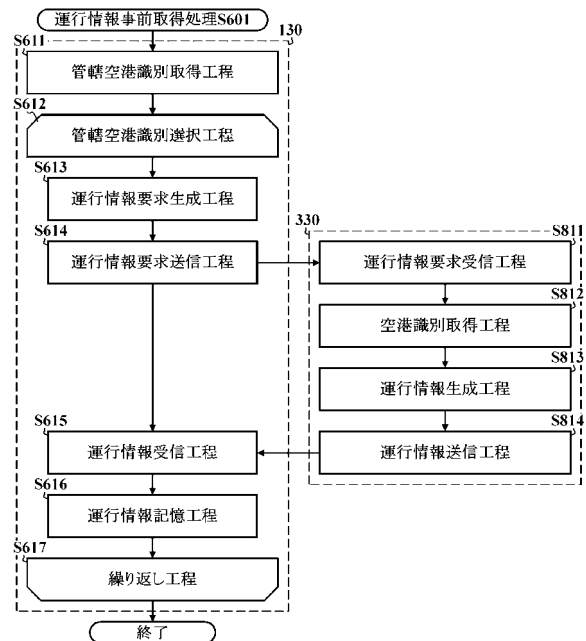 運行情報事前取得処理S601
130
S611
管轄空港識別取得工程
S612
管轄空港識別選択工程
S613
運行情報要求生成工程
S614
運行情報要求送信工程
330
S811
運行情報要求受信工程
S812
空港識別取得工程
S813
運行情報生成工程
S814
運行情報送信工程
S615
運行情報受信工程
S616
運行情報記憶工程
S617
繰り返し工程
終了